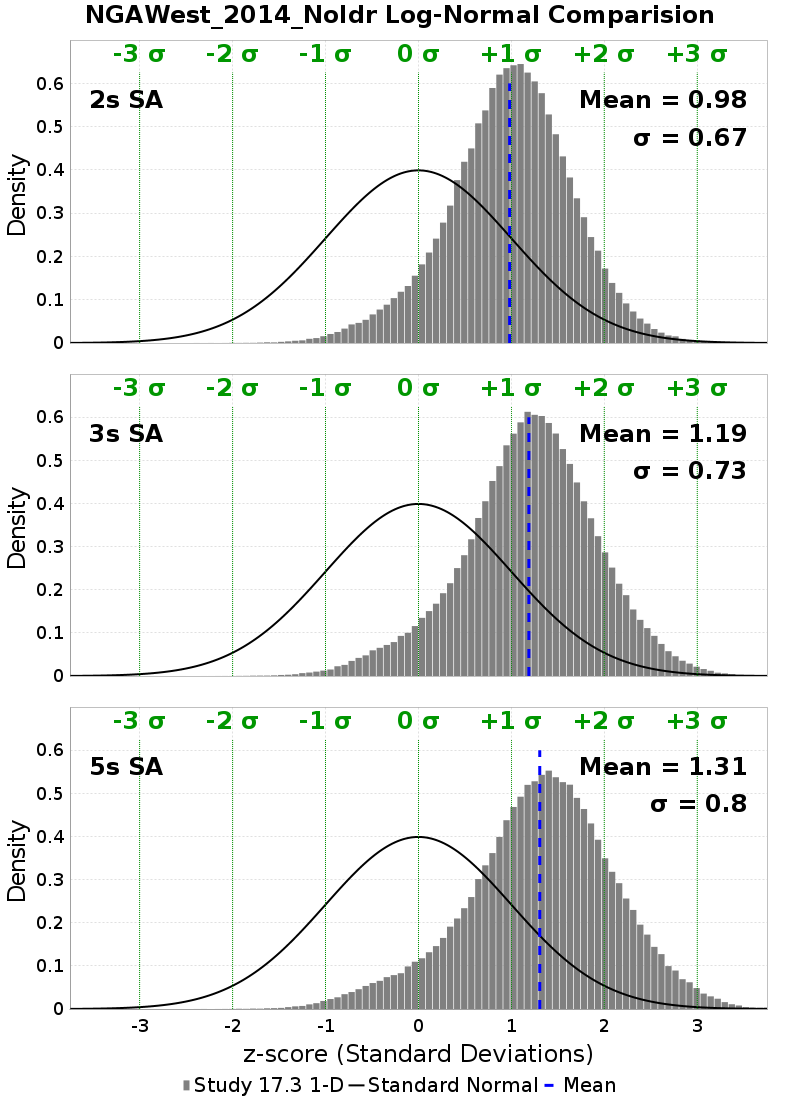 NGAWest_2014_NoIdr Log-Normal Comparision
-3 σ -2 σ -1 σ 0 σ +1 σ +2 σ +3 σ
2s SA
Mean = 0.98
σ = 0.67
Density
0.6
0.5
0.4
0.3
0.2
0.1
0
-3 σ -2 σ -1 σ 0 σ +1 σ +2 σ +3 σ
3s SA
Mean = 1.19
σ = 0.73
Density
0.6
0.5
0.4
0.3
0.2
0.1
0
-3 σ -2 σ -1 σ 0 σ +1 σ +2 σ +3 σ
5s SA
Mean = 1.31
σ = 0.8
Density
0.6
0.5
0.4
0.3
0.2
0.1
0
-3 -2 -1 0 1 2 3
z-score (Standard Deviations)
Study 17.3 1-D Standard Normal Mean